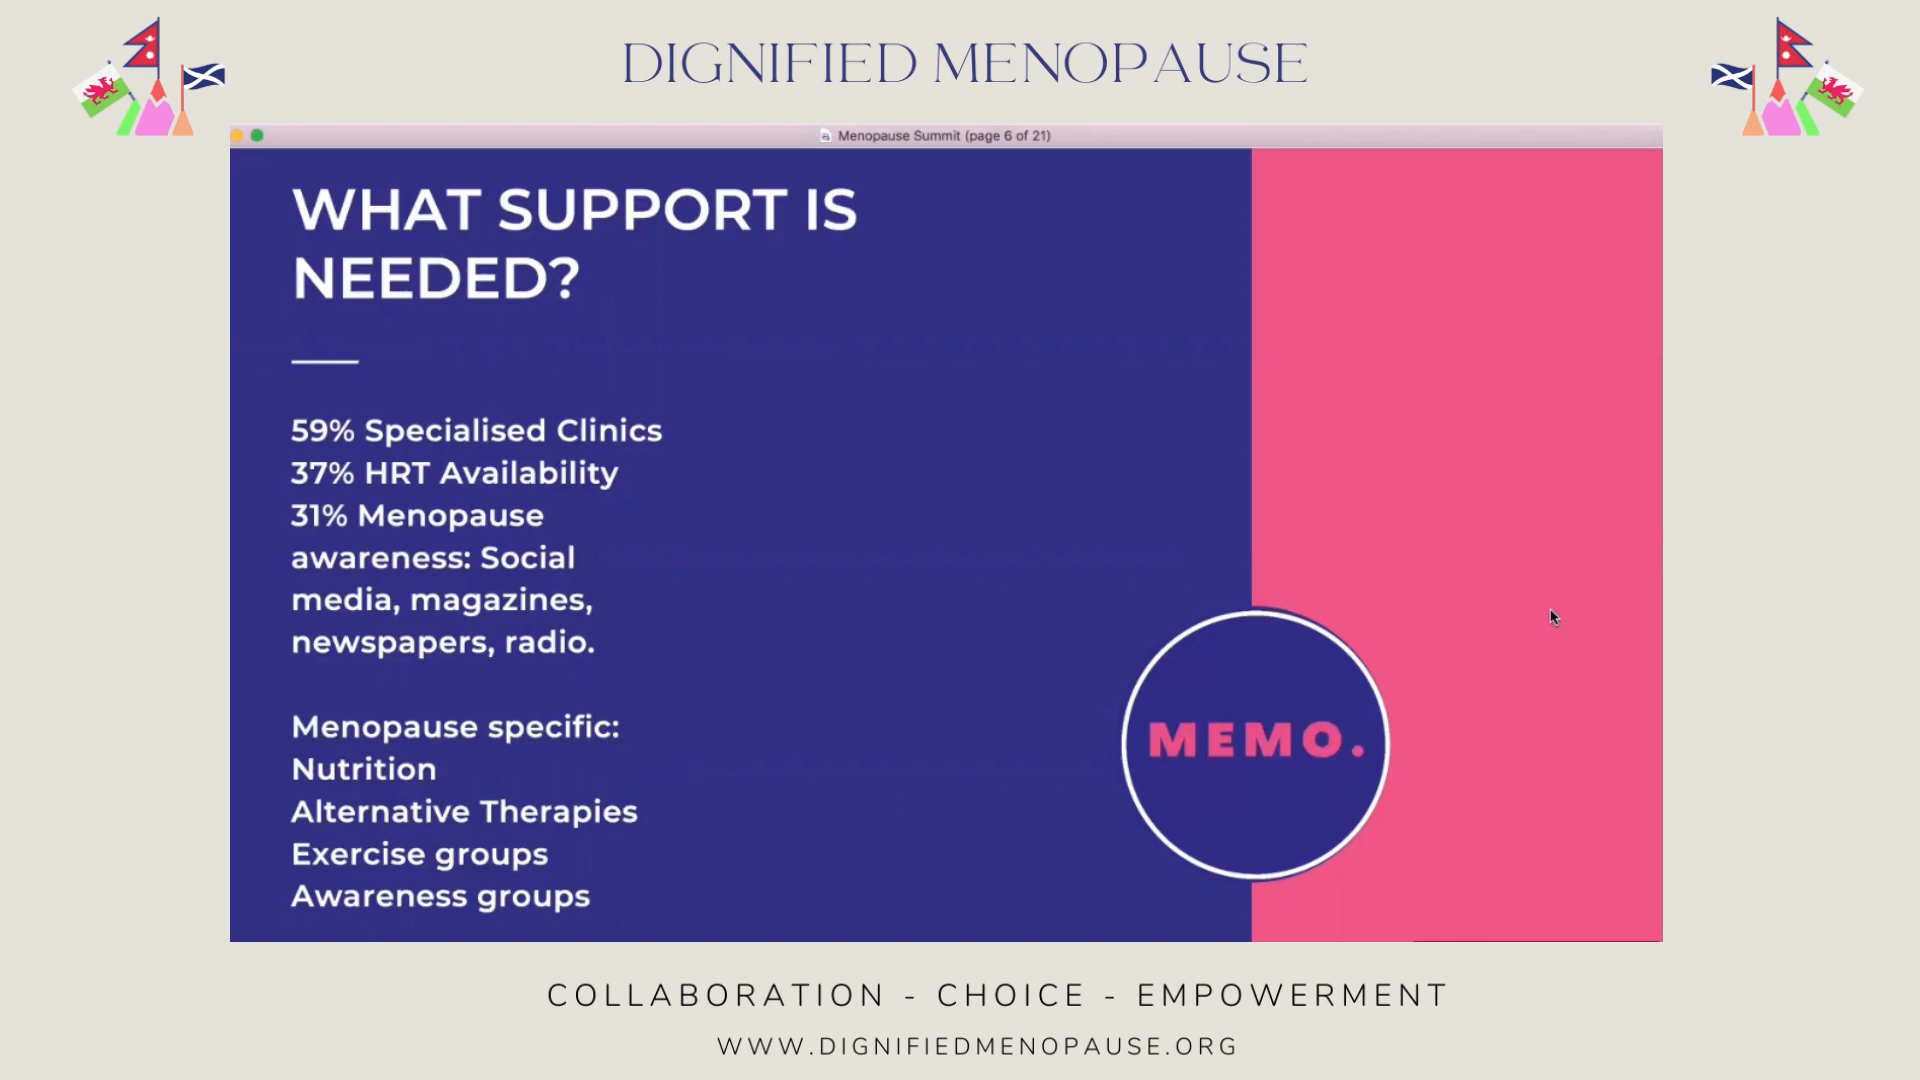 DIGNIFIED MENOPAUSE
Menopause Summit (page 6 of 21)
WHAT SUPPORT IS
NEEDED?
59% Specialised Clinics
37% HRT Availability
31% Menopause
awareness: Social
media, magazines,
newspapers, radio.
Menopause specific:
Nutrition
Alternative Therapies
Exercise groups
Awareness groups
MEMO.
COLLABORATION - CHOICE - EMPOWERMENT
WWW.DIGNIFIEDMENOPAUSE.ORG